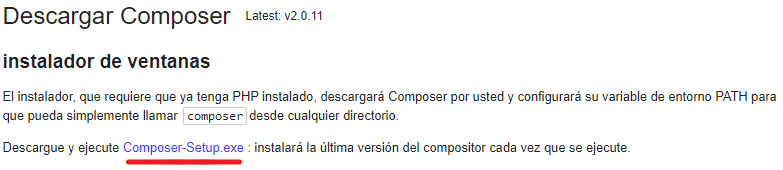 Descargar Composer Latest: v2.0.11
instalador de ventanas
El instalador, que requiere que ya tenga PHP instalado, descargará Composer por usted y configurará su variable de entorno PATH para
que pueda simplemente llamar composer desde cualquier directorio.
Descargue y ejecute Composer-Setup.exe : instalará la última versión del compositor cada vez que se ejecute.